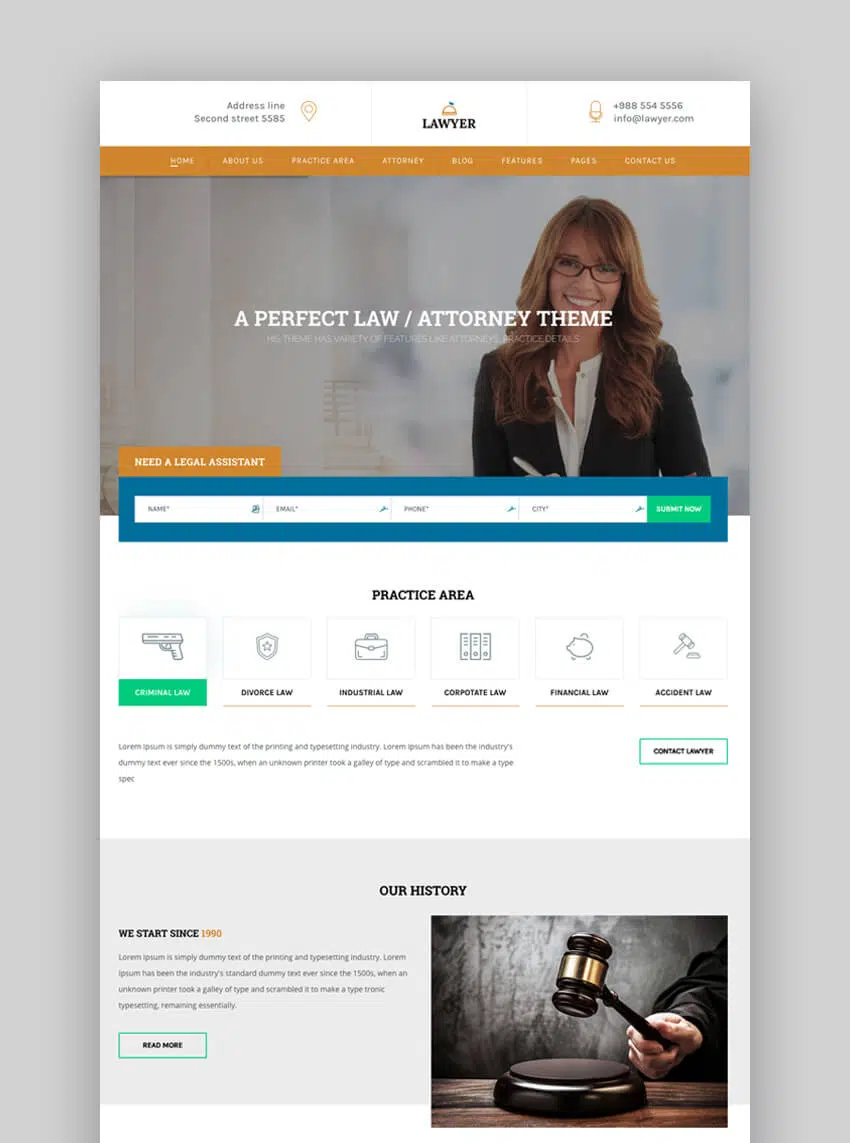 Address line
Second street 5585
LAWYER
+988 554 5556
info@lawyer.com
HOME ABOUT US PRACTICE AREA ATTORNEY BLOG FEATURES PAGES CONTACT US
A PERFECT LAW / ATTORNEY THEME
HIS THEME HAS VARIETY OF FEATURES LIKE ATTORNEYS, PRACTICE DETAILS
NEED A LEGAL ASSISTANT
NAME* EMAIL* PHONE* CITY* SUBMIT NOW
PRACTICE AREA
CRIMINAL LAW DIVORCE LAW INDUSTRIAL LAW CORPOTATE LAW FINANCIAL LAW ACCIDENT LAW
Lorem Ipsum is simply dummy text of the printing and typesetting industry. Lorem Ipsum has been the industry's
dummy text ever since the 1500s, when an unknown printer took a galley of type and scrambled it to make a type
spec
CONTACT LAWYER
OUR HISTORY
WE START SINCE 1990
Lorem Ipsum is simply dummy text of the printing and typesetting industry. Lorem
Ipsum has been the industry's standard dummy text ever since the 1500s, when an
unknown printer took a galley of type and scrambled it to make a type tronic
typesetting, remaining essentially.
READ MORE